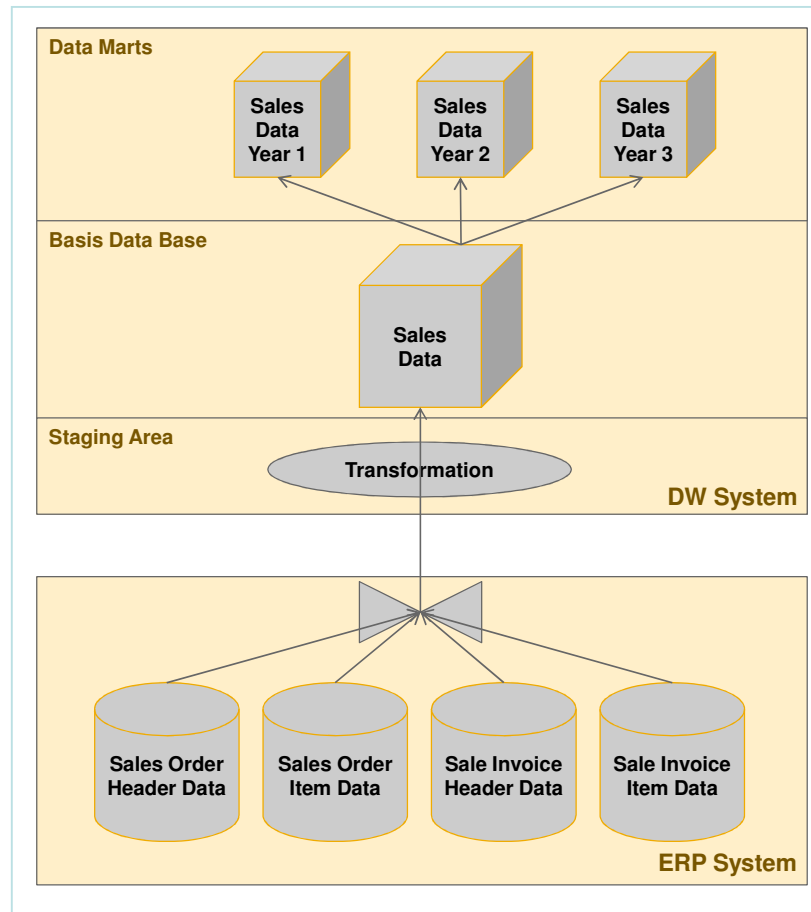 Data Marts
Sales
Data
Year 1
Sales
Data
Year 2
Sales
Data
Year 3
Basis Data Base
Sales
Data
Staging Area
Transformation
DW System
Sales Order
Header Data
Sales Order
Item Data
Sale Invoice
Header Data
Sale Invoice
Item Data
ERP System